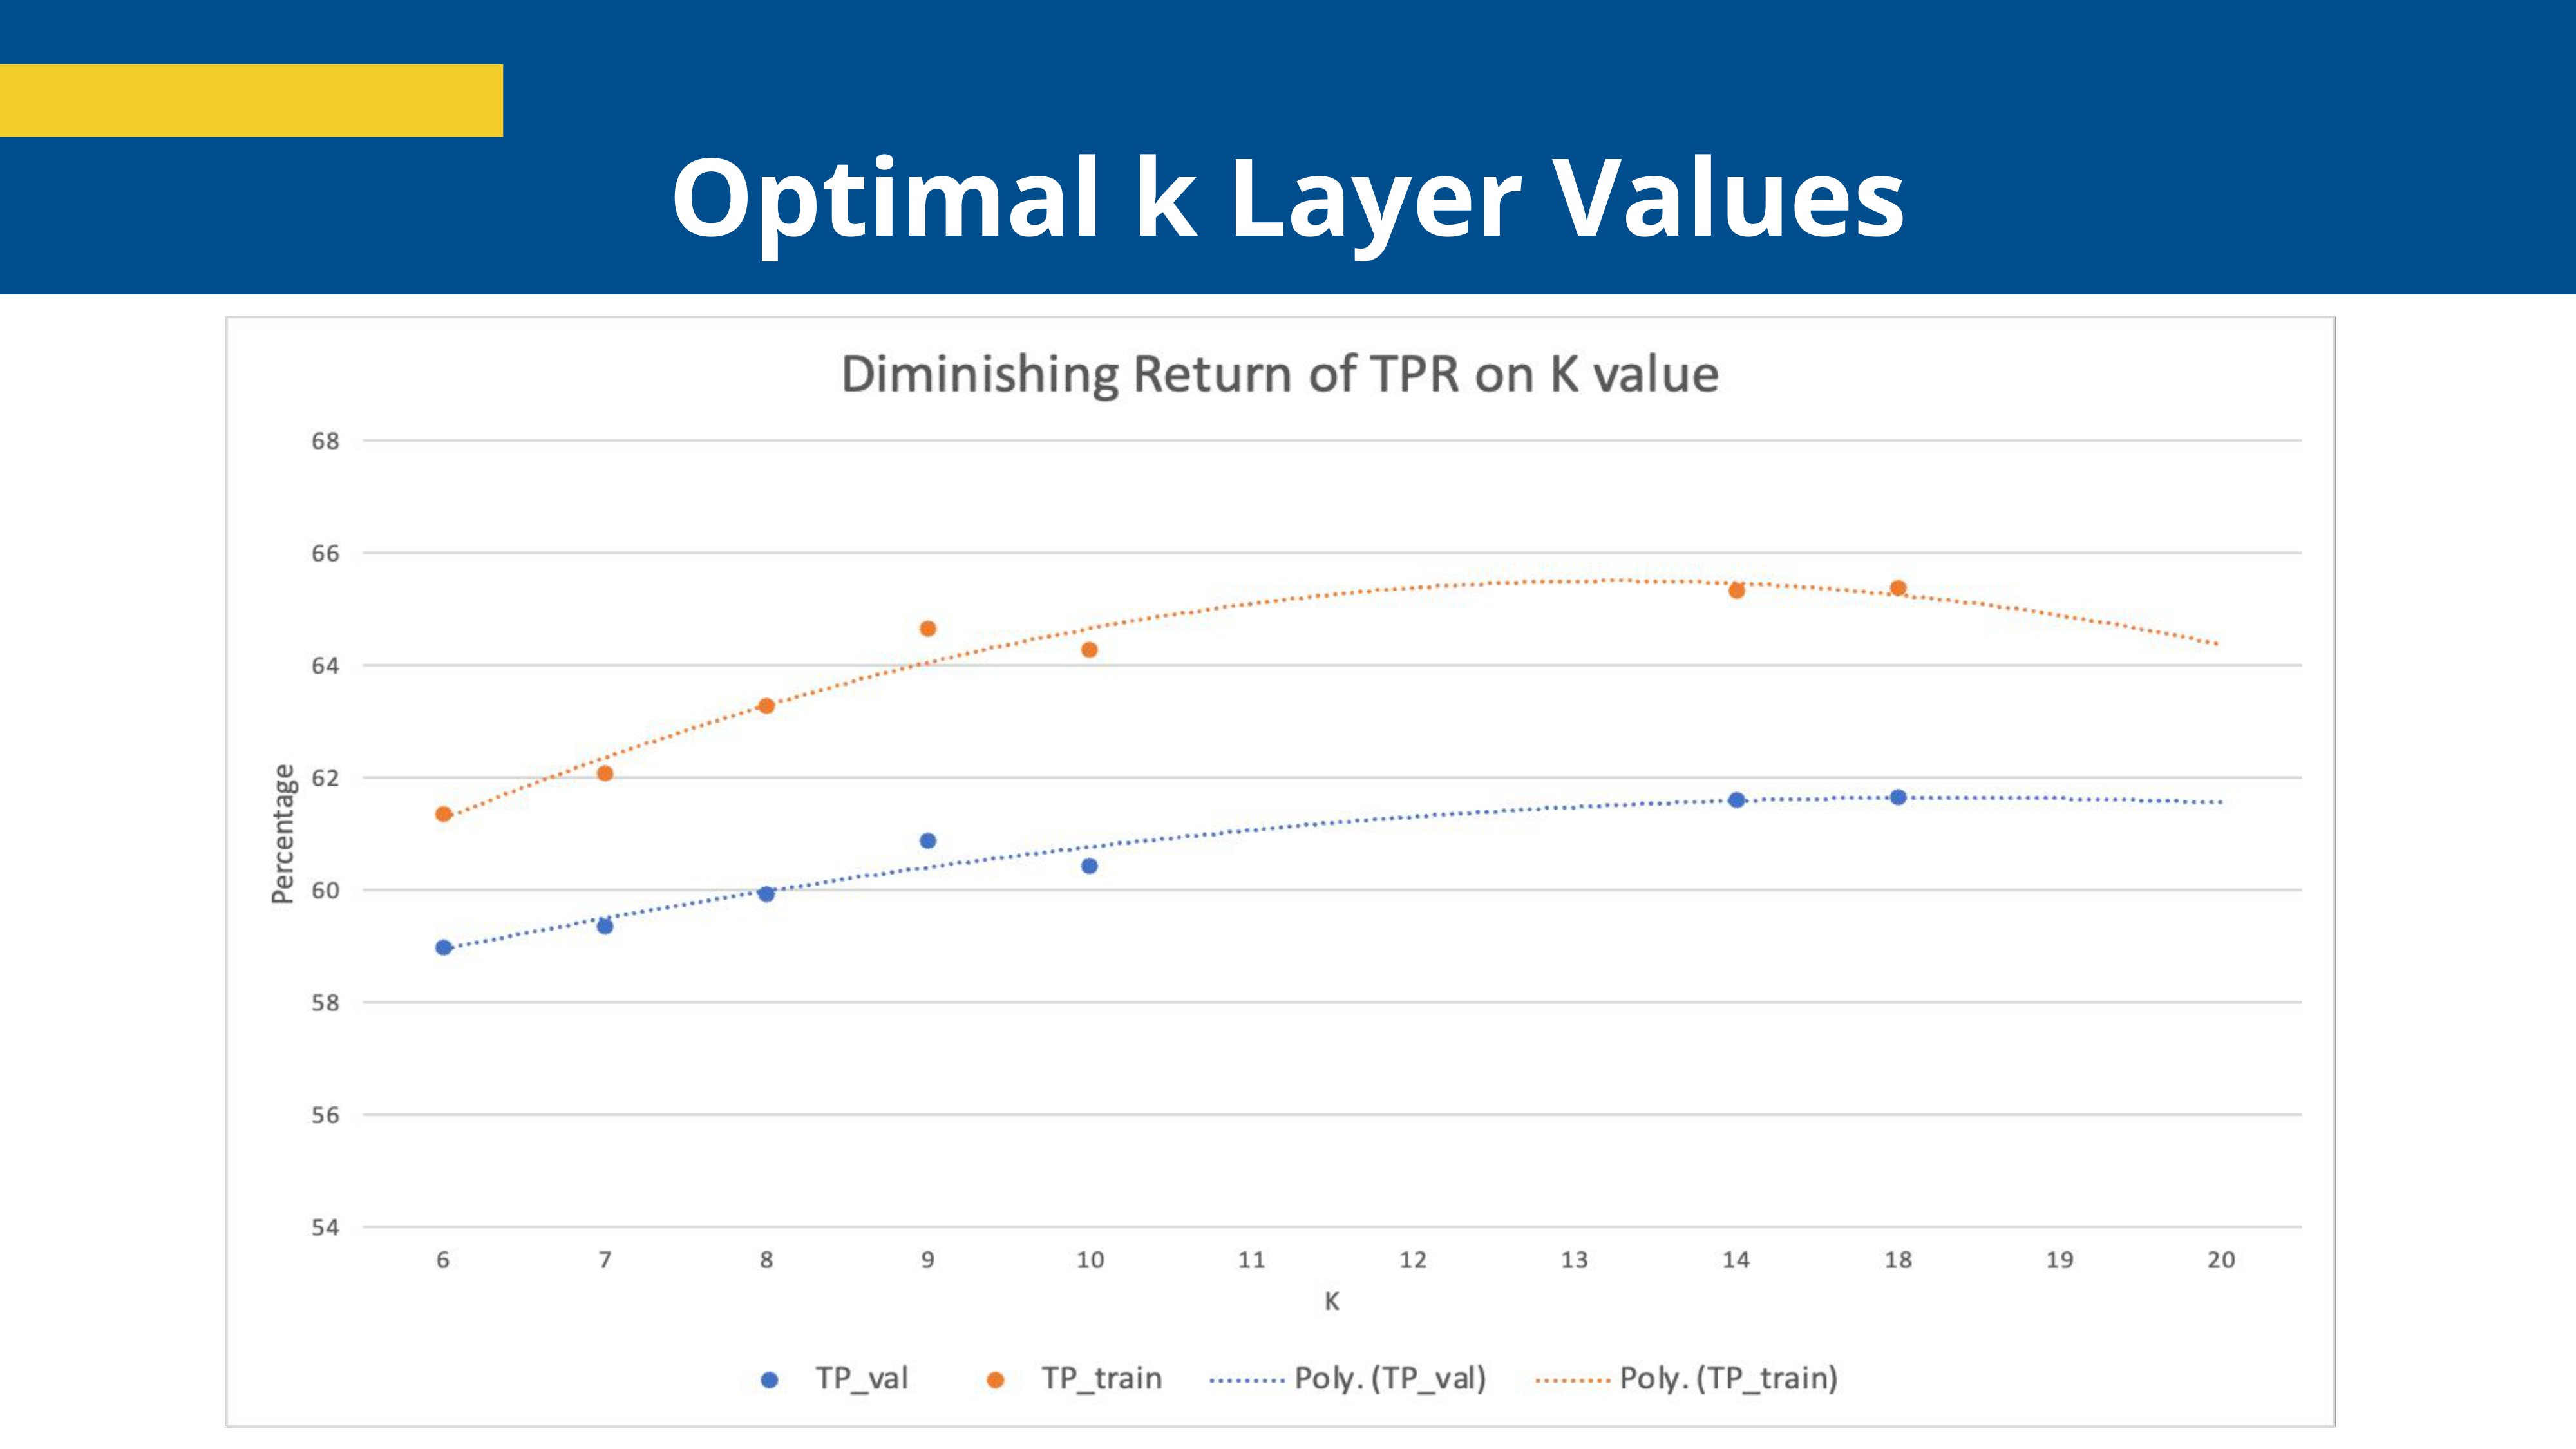 Optimal k Layer Values
Diminishing Return of TPR on K value
68
66
64
62
60
58
56
54
Percentage
6 7 8 9 10 11 12 13 14 18 19 20
K
TP_val TP_train Poly. (TP_val) Poly. (TP_train)